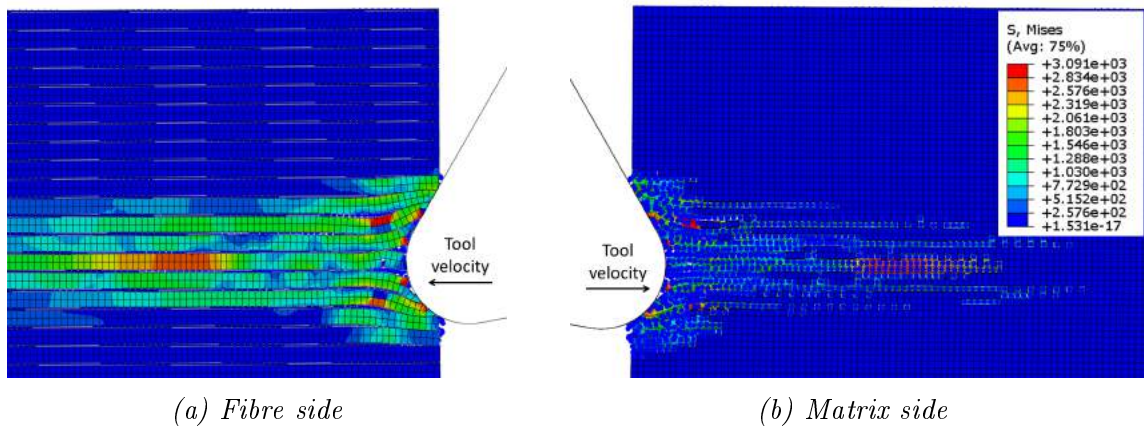 S, Mises
(Avg: 75%)
+3.091e+03
+2.834e+03
+2.576e+03
+2.319e+03
+2.061e+03
+1.803e+03
+1.546e+03
+1.288e+03
+1.030e+03
+7.729e+02
+5.152e+02
+2.576e+02
+1.531e-17
Tool
velocity
Tool
velocity
(a) Fibre side
(b) Matrix side